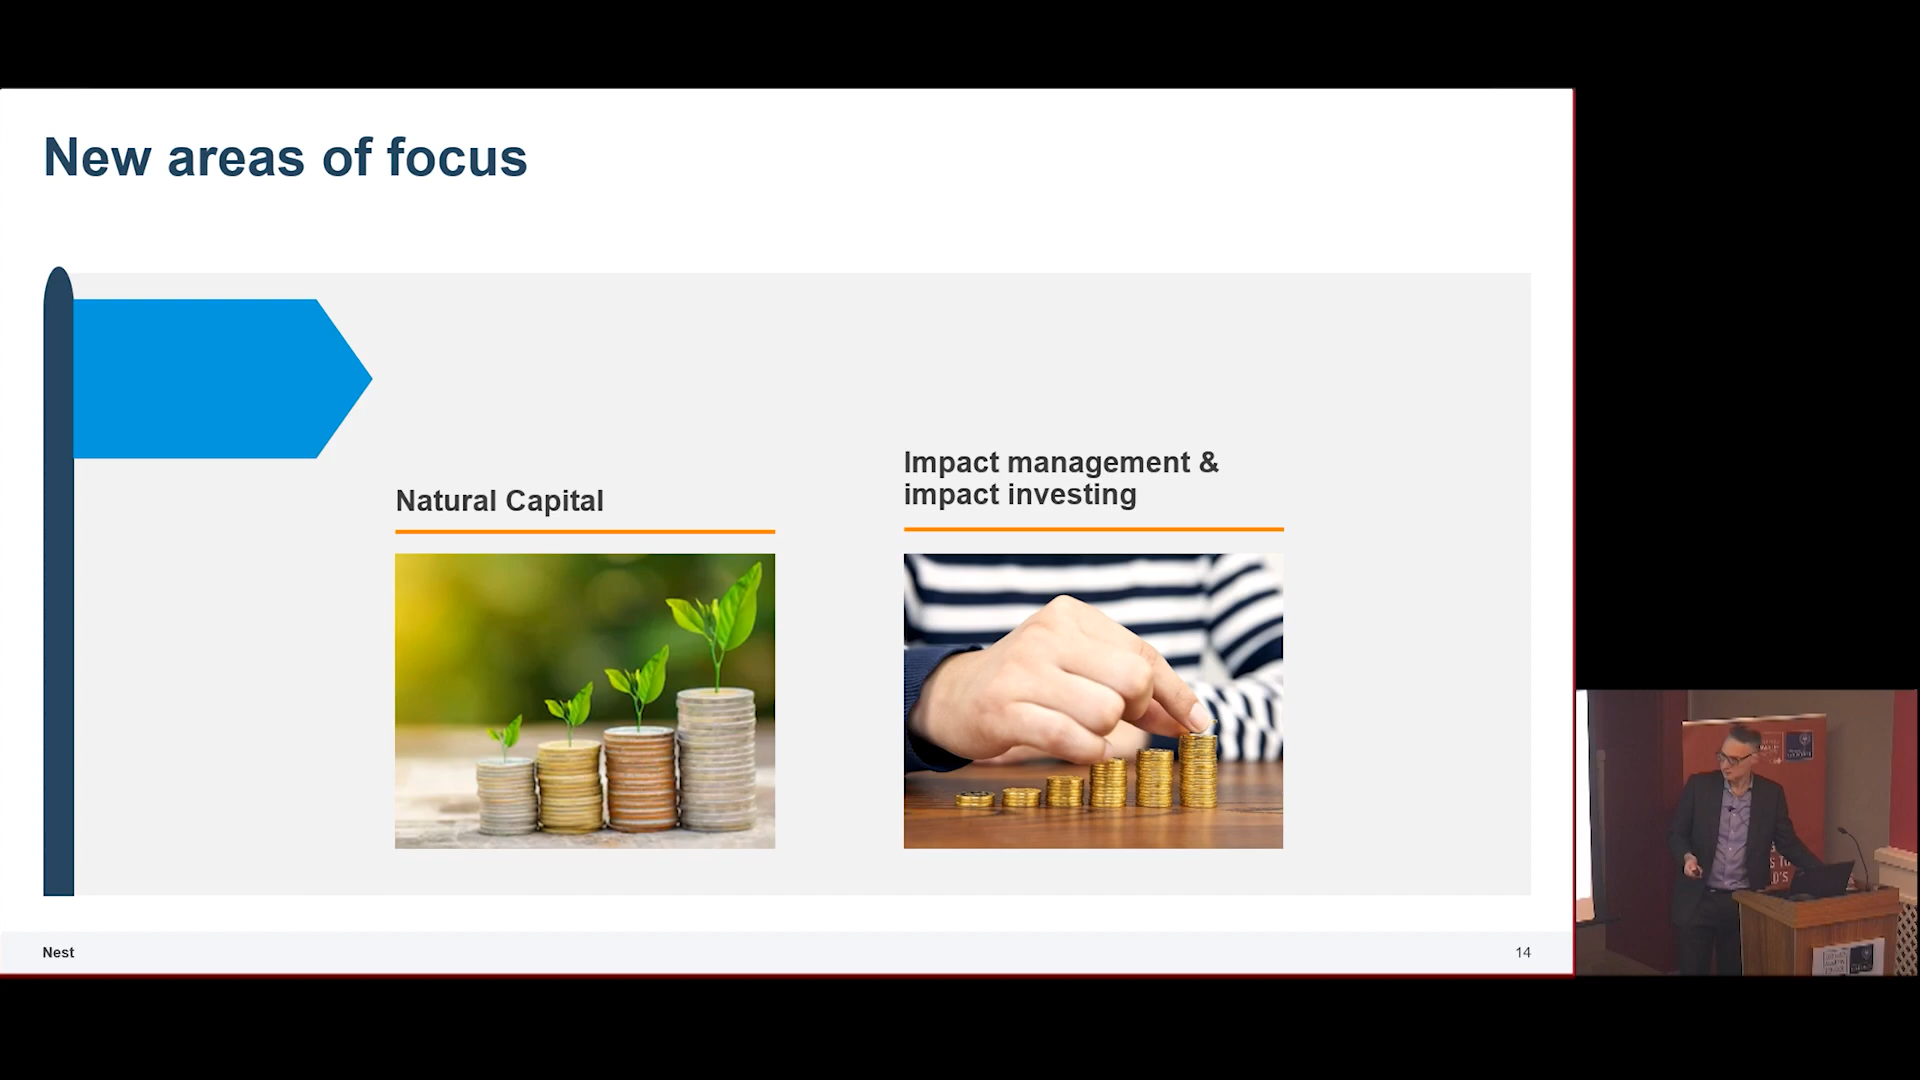 New areas of focus
Natural Capital
Impact management &
impact investing
Nest
14